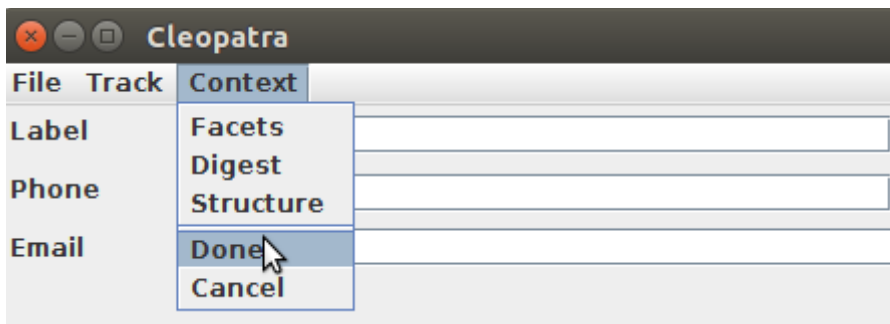 Cleopatra
File Track Context
Label
Facets
Digest
Phone
Structure
Email
Done
Cancel